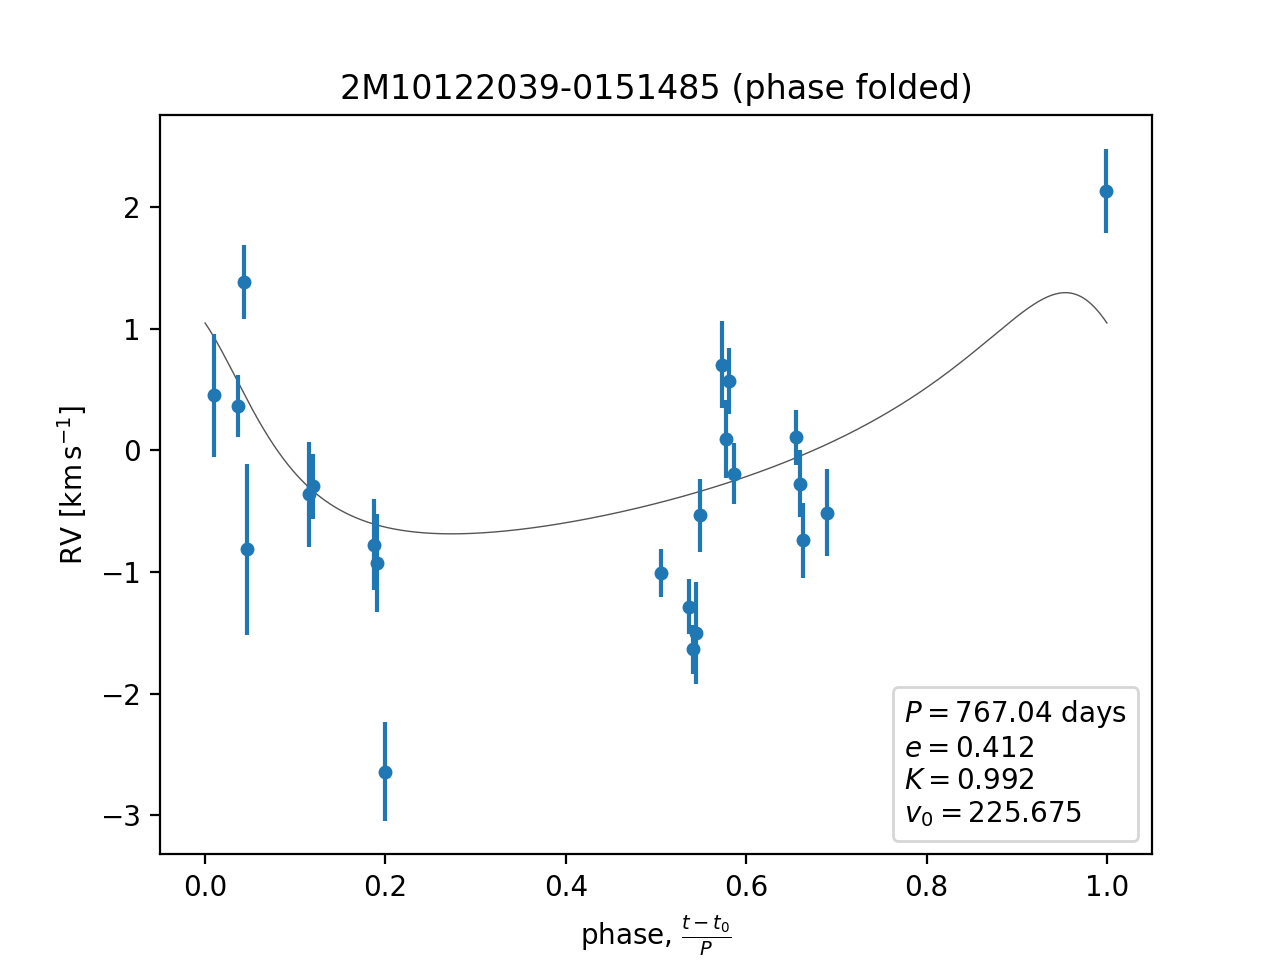 2M10122039-0151485 (phase folded)
RV [km s⁻¹]
2
1
0
−1
−2
−3
P = 767.04 days
e = 0.412
K = 0.992
v₀ = 225.675
0.0 0.2 0.4 0.6 0.8 1.0
phase, (t − t₀)/P